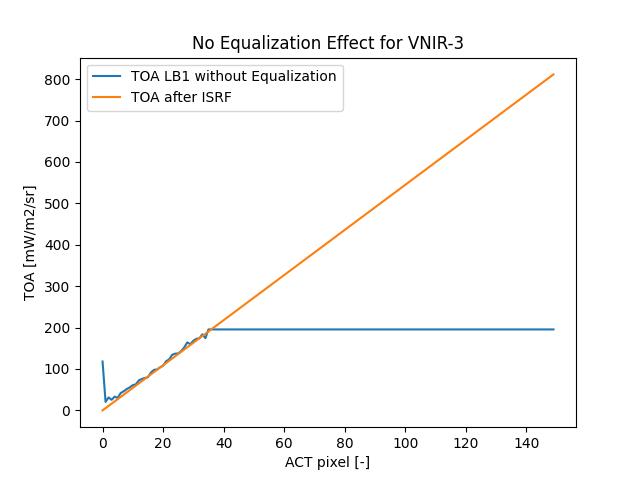 No Equalization Effect for VNIR-3
TOA LB1 without Equalization
TOA after ISRF
TOA [mW/m2/sr]
800
700
600
500
400
300
200
100
0
0 20 40 60 80 100 120 140
ACT pixel [-]